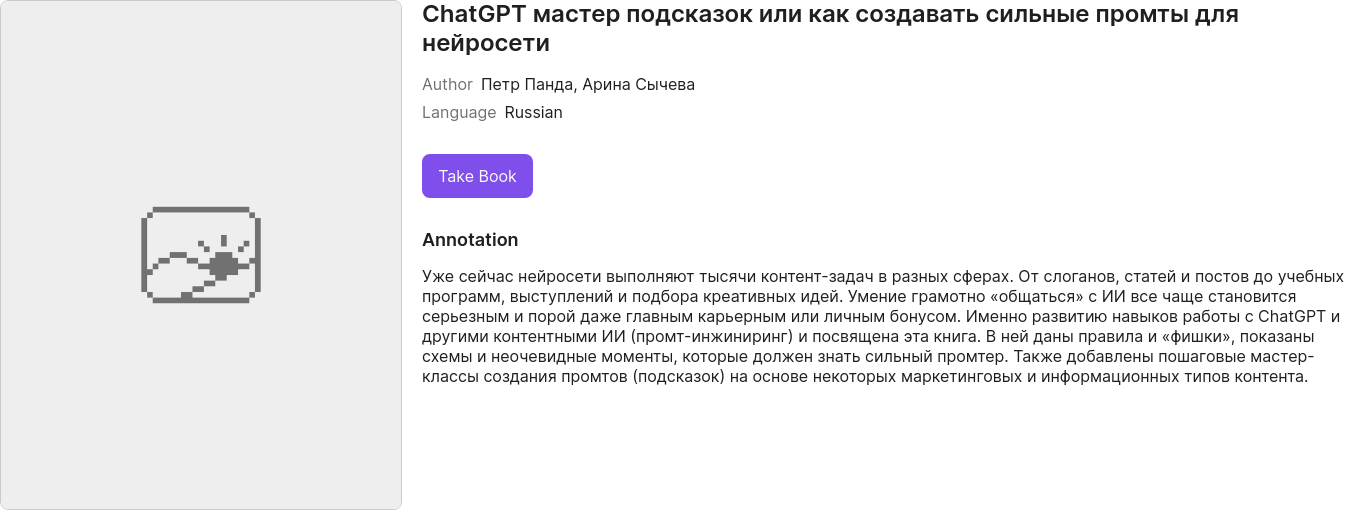 ChatGPT мастер подсказок или как создавать сильные промты для
нейросети
Author Петр Панда, Арина Сычева
Language Russian
Take Book
Annotation
Уже сейчас нейросети выполняют тысячи контент-задач в разных сферах. От слоганов, статей и постов до учебных
программ, выступлений и подбора креативных идей. Умение грамотно «общаться» с ИИ все чаще становится
серьезным и порой даже главным карьерным или личным бонусом. Именно развитию навыков работы с ChatGPT и
другими контентными ИИ (промт-инжиниринг) и посвящена эта книга. В ней даны правила и «фишки», показаны
схемы и неочевидные моменты, которые должен знать сильный промтер. Также добавлены пошаговые мастер-
классы создания промтов (подсказок) на основе некоторых маркетинговых и информационных типов контента.